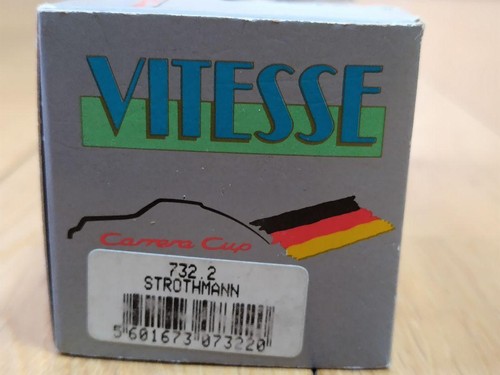 VITESSE
Carrera Cup
732.2
STROTHMANN
5 601673 073220